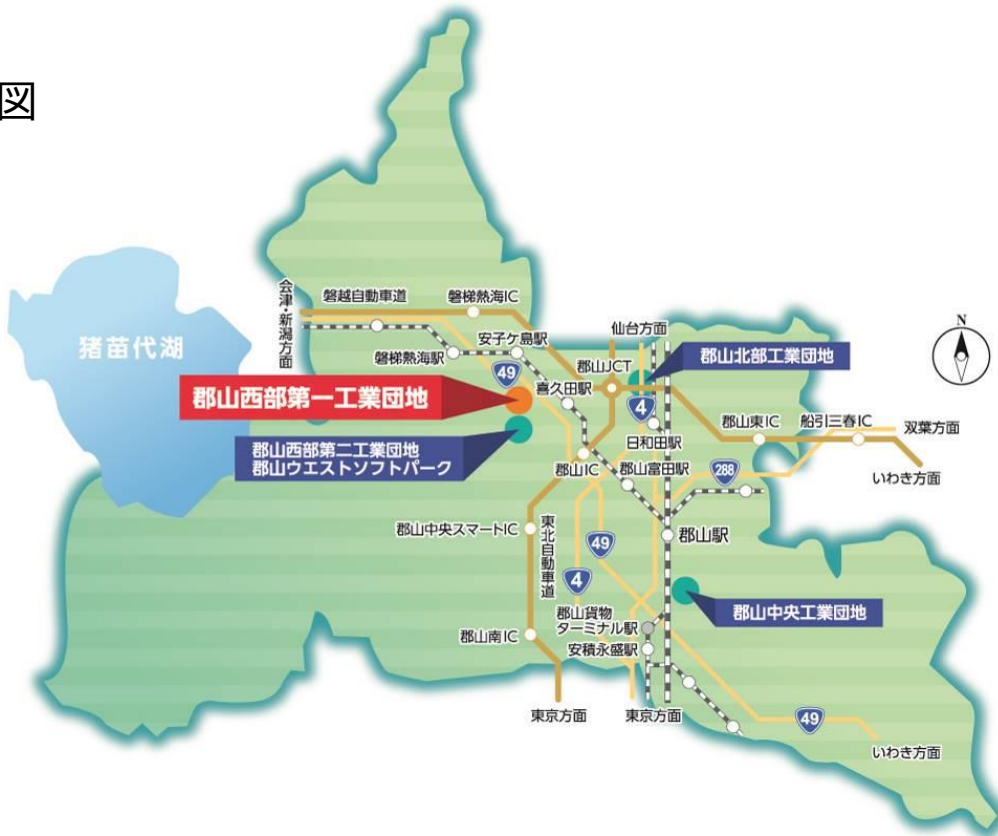 図
猪苗代湖
会津・新潟方面
磐越自動車道
磐梯熱海IC
仙台方面
安子ケ島駅
磐梯熱海駅
49
郡山JCT
郡山北部工業団地
N
喜久田駅
郡山西部第一工業団地
4
郡山東IC
船引三春IC
双葉方面
日和田駅
郡山西部第二工業団地
郡山ウエストソフトパーク
郡山IC
郡山富田駅
288
いわき方面
郡山中央スマートIC
東北自動車道
49
郡山駅
4
郡山貨物
ターミナル駅
郡山中央工業団地
郡山南IC
安積永盛駅
東京方面
東京方面
49
いわき方面